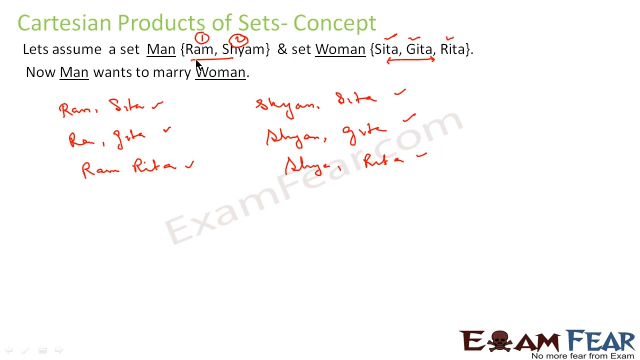 Cartesian Products of Sets- Concept
① ②
Lets assume a set Man {Ram, Shyam} & set Woman {Sita, Gita, Rita}.
Now Man wants to marry Woman.
Ram, Sita ✓ Shyam, Sita ✓
Ra, Gita ✓ Shyam, Gita ✓
Ram Rita ✓ Shya, Rita ✓
ExamFear.com
EXAM FEAR
No more fear from Exam